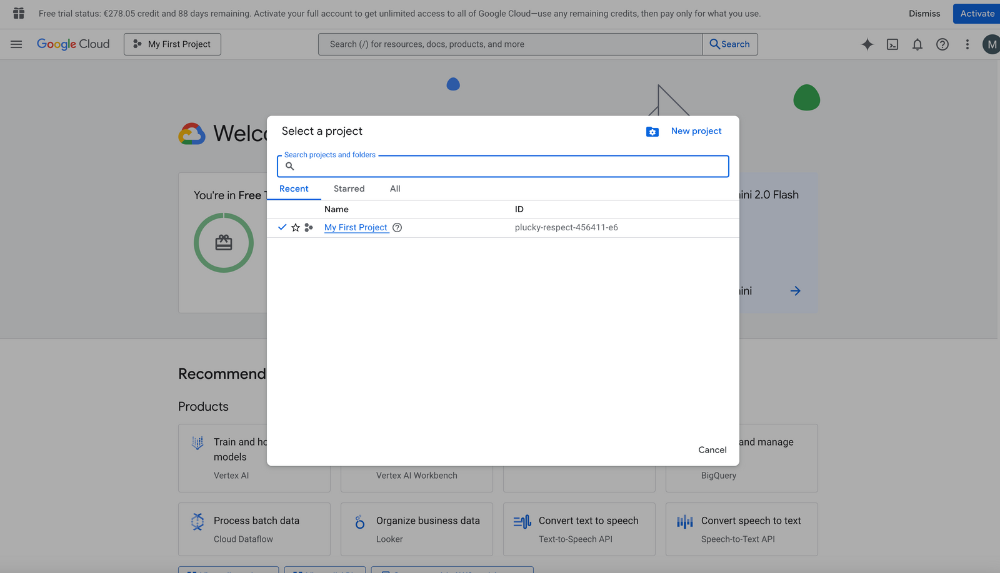 Free trial status: €278.05 credit and 88 days remaining. Activate your full account to get unlimited access to all of Google Cloud—use any remaining credits, then pay only for what you use.
Dismiss
Activate
Google Cloud
My First Project
Search (/) for resources, docs, products, and more
Search
M
Welc
Select a project
New project
Search projects and folders
Recent
Starred
All
Name
ID
My First Project
plucky-respect-456411-e6
Cancel
You're in Free T
ini 2.0 Flash
ini
Recommend
Products
Train and ho
models
Vertex AI
Vertex AI Workbench
and manage
BigQuery
Process batch data
Cloud Dataflow
Organize business data
Looker
Convert text to speech
Text-to-Speech API
Convert speech to text
Speech-to-Text API